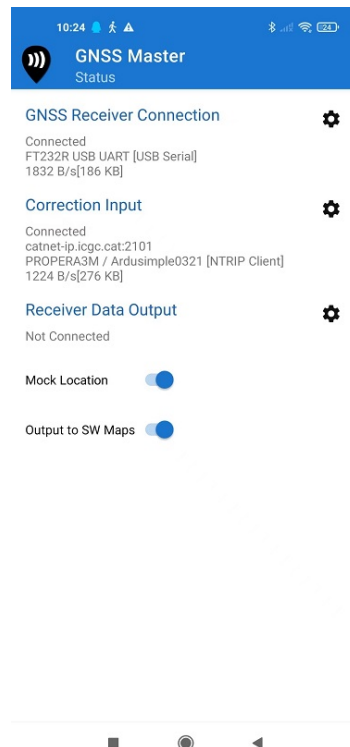 10:24
24
GNSS Master
Status
GNSS Receiver Connection
Connected
FT232R USB UART [USB Serial]
1832 B/s[186 KB]
Correction Input
Connected
catnet-ip.icgc.cat:2101
PROPERA3M / Ardusimple0321 [NTRIP Client]
1224 B/s[276 KB]
Receiver Data Output
Not Connected
Mock Location
Output to SW Maps